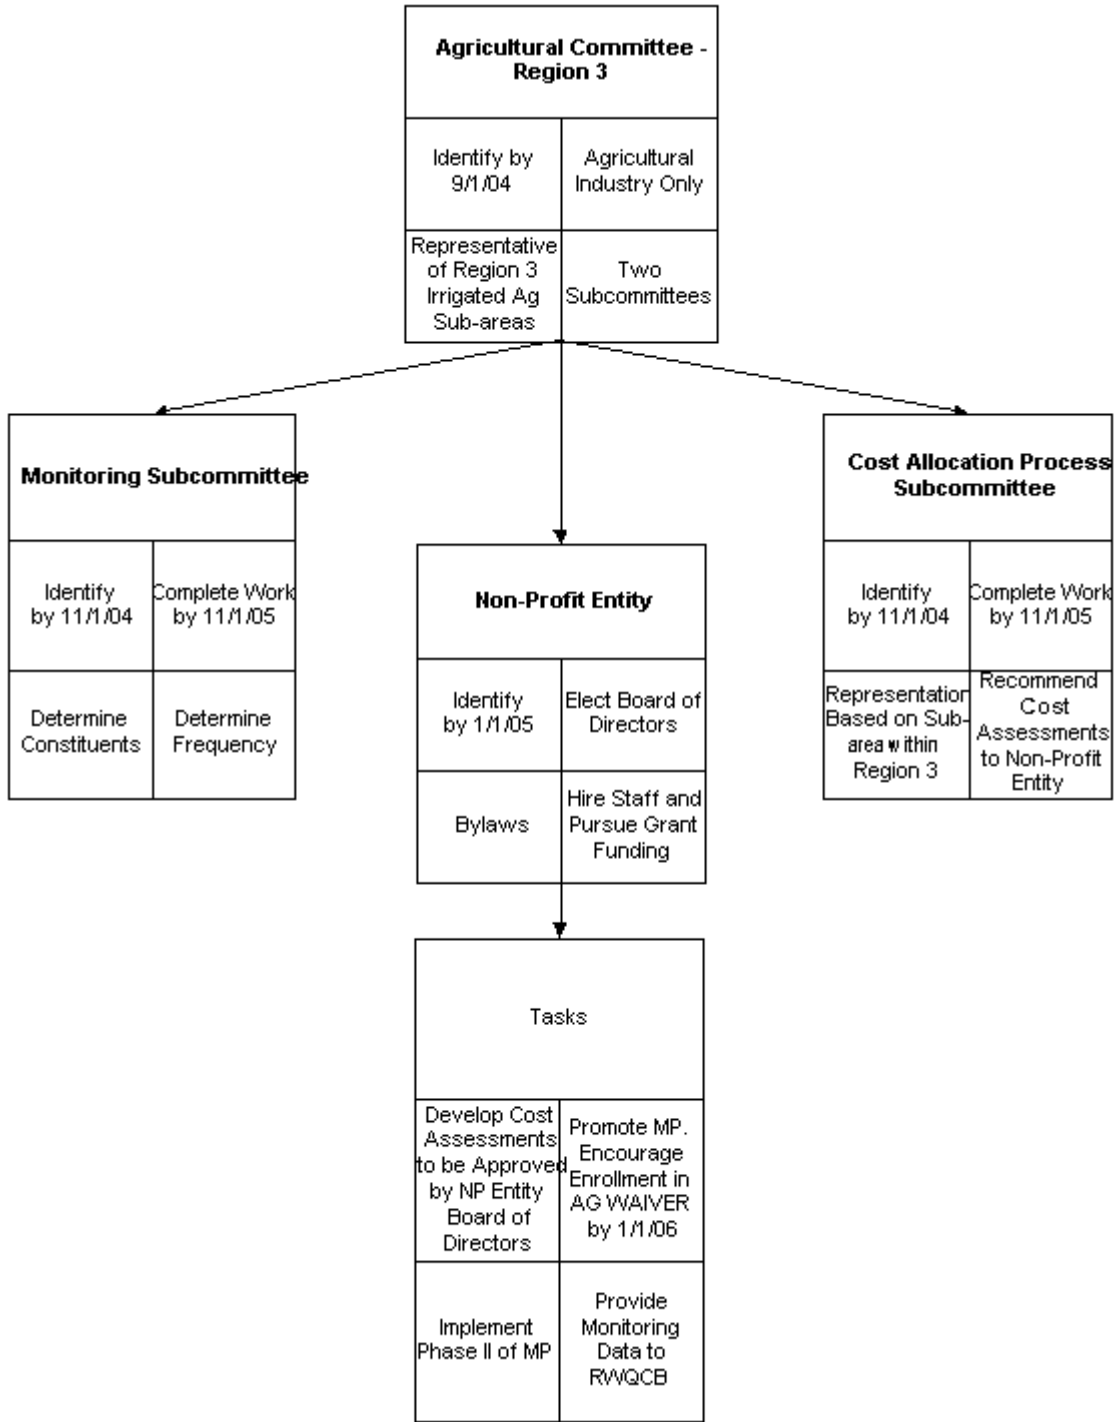 Agricultural Committee -
Region 3
Identify by
9/1/04
Agricultural
Industry Only
Representative
of Region 3
Irrigated Ag
Sub-areas
Two
Subcommittees
Monitoring Subcommittee
Identify
by 11/1/04
Complete Work
by 11/1/05
Determine
Constituents
Determine
Frequency
Non-Profit Entity
Identify
by 1/1/05
Elect Board of
Directors
Bylaws
Hire Staff and
Pursue Grant
Funding
Cost Allocation Process
Subcommittee
Identify
by 11/1/04
Complete Work
by 11/1/05
Representation
Based on Sub-
area within
Region 3
Recommend
Cost
Assessments
to Non-Profit
Entity
Tasks
Develop Cost
Assessments
to be Approved
by NP Entity
Board of
Directors
Promote MP.
Encourage
Enrollment in
AG WAIVER
by 1/1/06
Implement
Phase II of MP
Provide
Monitoring
Data to
RWQCB